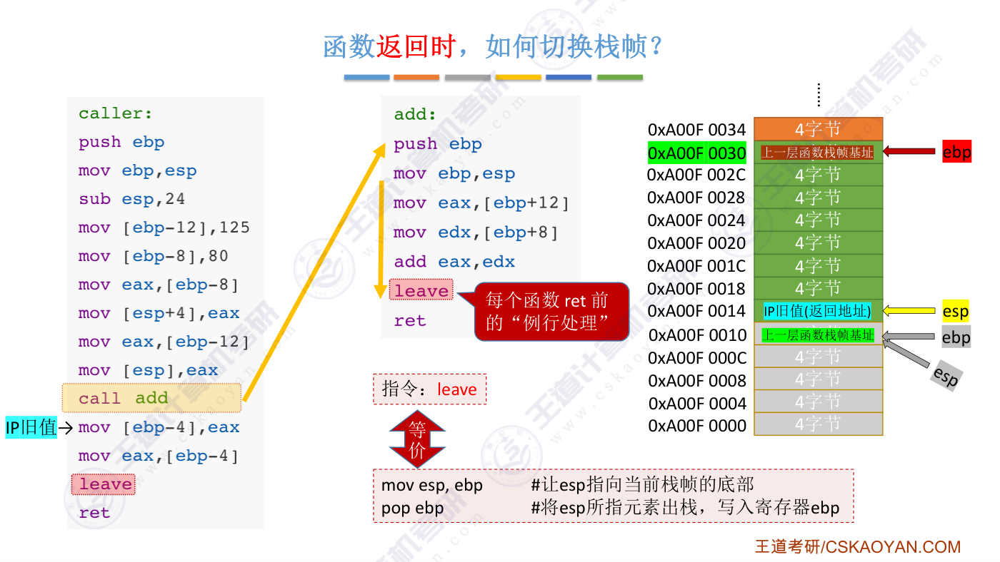 函数返回时，如何切换栈帧？
caller:
push ebp
mov ebp,esp
sub esp,24
mov [ebp-12],125
mov [ebp-8],80
mov eax,[ebp-8]
mov [esp+4],eax
mov eax,[ebp-12]
mov [esp],eax
call add
IP旧值
mov [ebp-4],eax
mov eax,[ebp-4]
leave
ret
add:
push ebp
mov ebp,esp
mov eax,[ebp+12]
mov edx,[ebp+8]
add eax,edx
leave
ret
每个函数 ret 前
的“例行处理”
指令：leave
等
价
mov esp, ebp #让esp指向当前栈帧的底部
pop ebp #将esp所指元素出栈，写入寄存器ebp
0xA00F 0034 4字节
0xA00F 0030 上一层函数栈帧基址 ebp
0xA00F 002C 4字节
0xA00F 0028 4字节
0xA00F 0024 4字节
0xA00F 0020 4字节
0xA00F 001C 4字节
0xA00F 0018 4字节
0xA00F 0014 IP旧值(返回地址) esp
0xA00F 0010 上一层函数栈帧基址 ebp
esp
0xA00F 000C 4字节
0xA00F 0008 4字节
0xA00F 0004 4字节
0xA00F 0000 4字节
王道考研/CSKAOYAN.COM